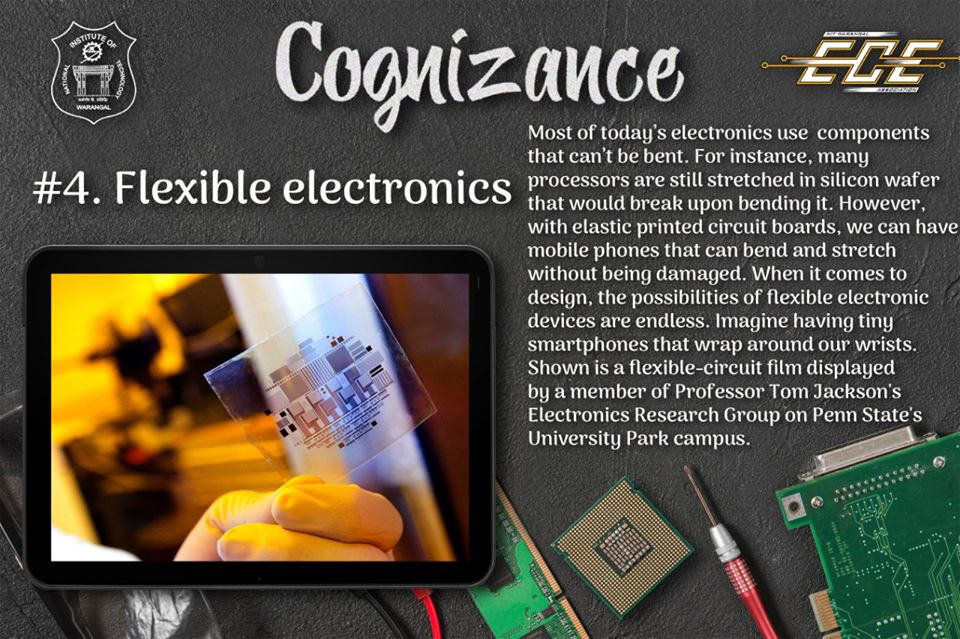 INSTITUTE OF
NATIONAL
TECHNOLOGY
WARANGAL
Cognizance
NIT WARANGAL
ECE
ASSOCIATION
#4. Flexible electronics
Most of today's electronics use components
that can't be bent. For instance, many
processors are still stretched in silicon wafer
that would break upon bending it. However,
with elastic printed circuit boards, we can have
mobile phones that can bend and stretch
without being damaged. When it comes to
design, the possibilities of flexible electronic
devices are endless. Imagine having tiny
smartphones that wrap around our wrists.
Shown is a flexible-circuit film displayed
by a member of Professor Tom Jackson's
Electronics Research Group on Penn State's
University Park campus.